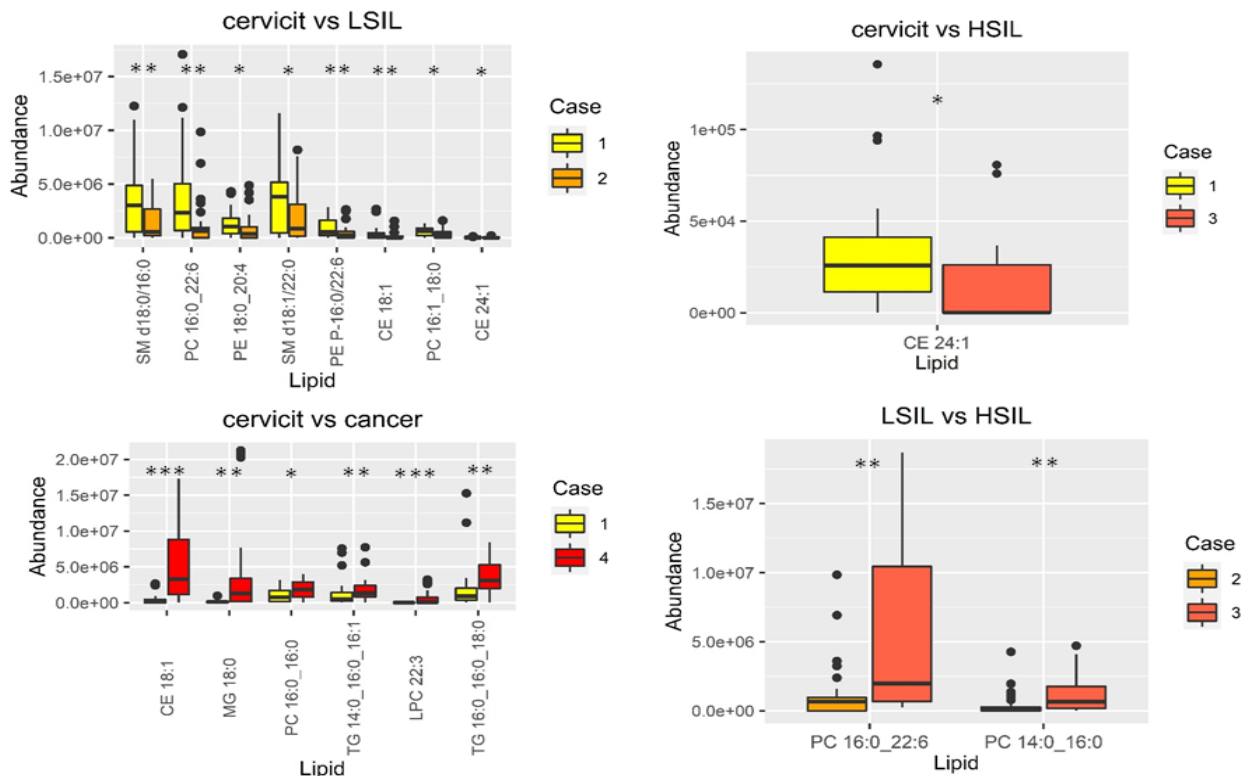 cervicit vs LSIL
** ** * * ** ** * *
1.5e+07
1.0e+07
5.0e+06
0.0e+00
Abundance
SM d18:0/16:0
PC 16:0_22:6
PE 18:0_20:4
SM d18:1/22:0
PE P-16:0/22:6
CE 18:1
PC 16:1_18:0
CE 24:1
Lipid
Case
1
2
cervicit vs HSIL
*
1e+05
5e+04
0e+00
Abundance
CE 24:1
Lipid
Case
1
3
cervicit vs cancer
*** ** * ** *** **
2.0e+07
1.5e+07
1.0e+07
5.0e+06
0.0e+00
Abundance
CE 18:1
MG 18:0
PC 16:0_16:0
TG 14:0_16:0_16:1
LPC 22:3
TG 16:0_16:0_18:0
Lipid
Case
1
4
LSIL vs HSIL
** **
1.5e+07
1.0e+07
5.0e+06
0.0e+00
Abundance
PC 16:0_22:6
PC 14:0_16:0
Lipid
Case
2
3